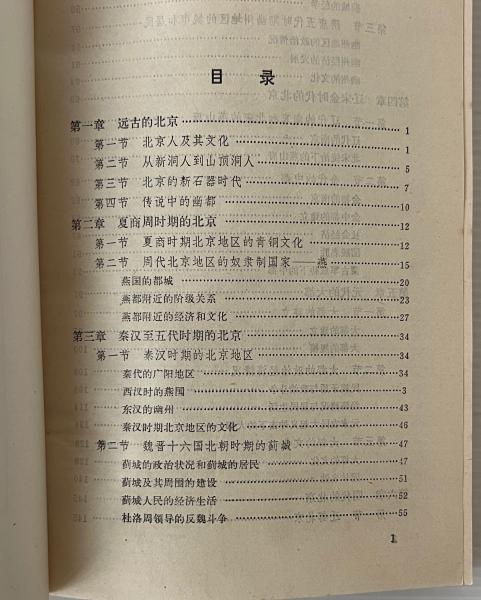 目录
第一章 远古的北京……1
第一节 北京人及其文化……1
第二节 从新洞人到山顶洞人……5
第三节 北京的新石器时代……7
第四节 传说中的幽都……10
第二章 夏商周时期的北京……12
第一节 夏商时期北京地区的青铜文化……12
第二节 周代北京地区的奴隶制国家——燕……15
燕国的都城……20
燕都附近的阶级关系……23
燕都附近的经济和文化……27
第三章 秦汉至五代时期的北京……34
第一节 秦汉时期的北京地区……34
秦代的广阳地区……34
西汉时的燕国……3
东汉的幽州……43
秦汉时期北京地区的文化……46
第二节 魏晋十六国北朝时期的蓟城……47
蓟城的政治状况和蓟城的居民……47
蓟城及其周围的建设……51
蓟城人民的经济生活……52
杜洛周领导的反魏斗争……55
1